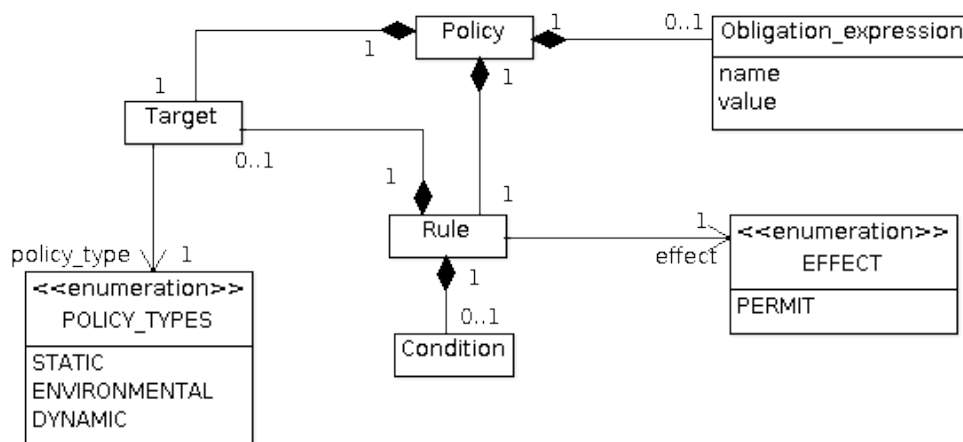 Policy
1
1
0..1
Obligation_expression
name
value
1
1
Target
0..1
1
1
Rule
1
effect
<<enumeration>>
EFFECT
PERMIT
policy_type
1
<<enumeration>>
POLICY_TYPES
STATIC
ENVIRONMENTAL
DYNAMIC
1
0..1
Condition